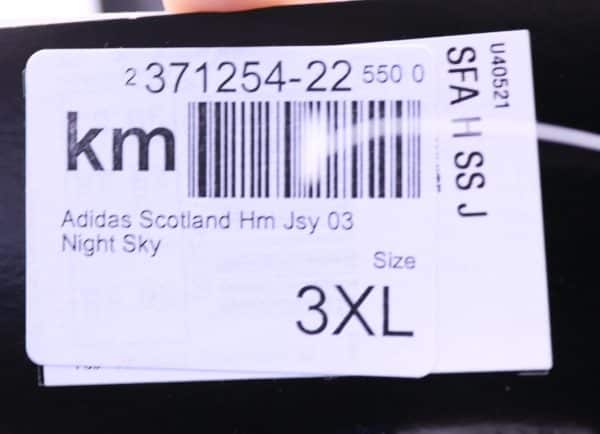 2 371254-22 550 0
km
Adidas Scotland Hm Jsy 03
Night Sky
Size
3XL
U40521
SFA H SS J